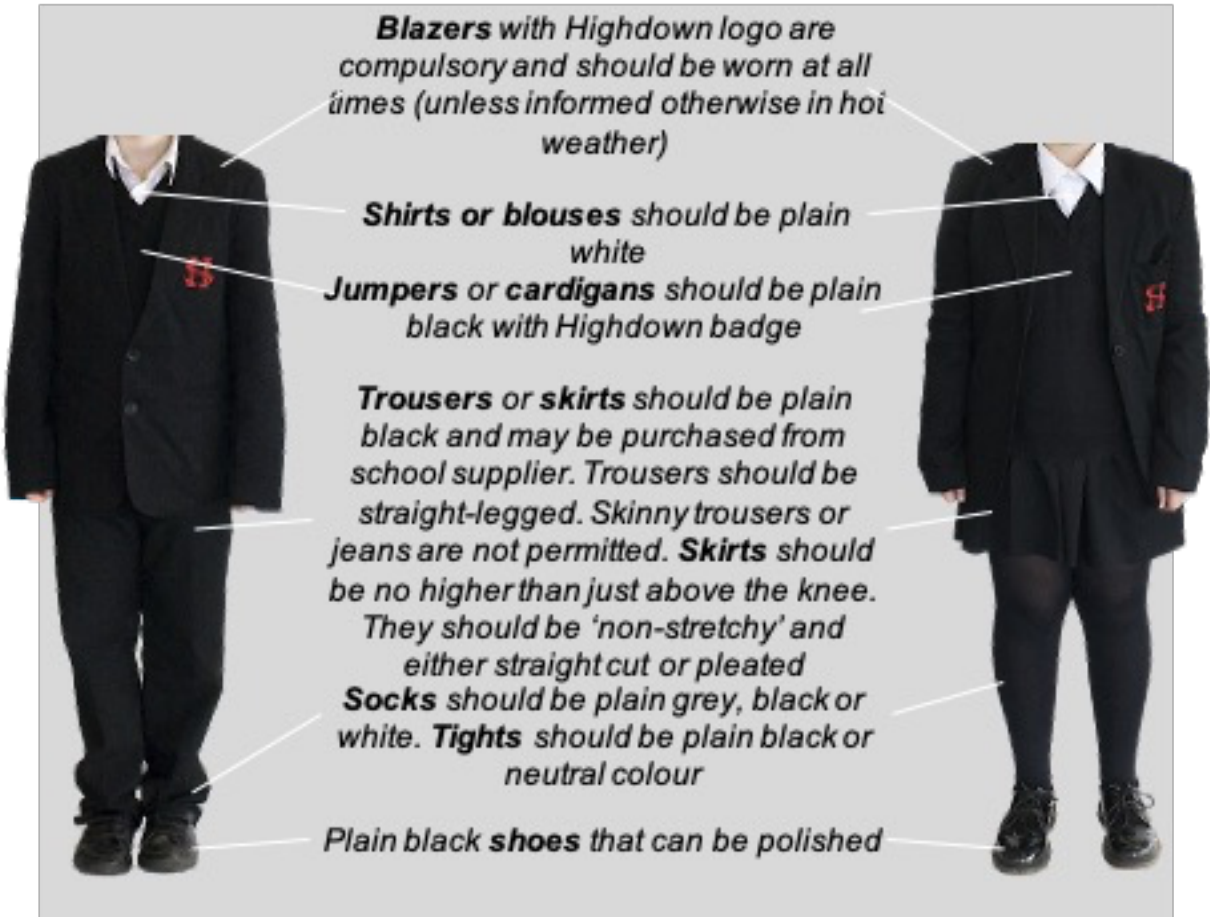 Blazers with Highdown logo are
compulsory and should be worn at all
times (unless informed otherwise in hot
weather)
Shirts or blouses should be plain
white
Jumpers or cardigans should be plain
black with Highdown badge
Trousers or skirts should be plain
black and may be purchased from
school supplier. Trousers should be
straight-legged. Skinny trousers or
jeans are not permitted. Skirts should
be no higher than just above the knee.
They should be ‘non-stretchy’ and
either straight cut or pleated
Socks should be plain grey, black or
white. Tights should be plain black or
neutral colour
Plain black shoes that can be polished